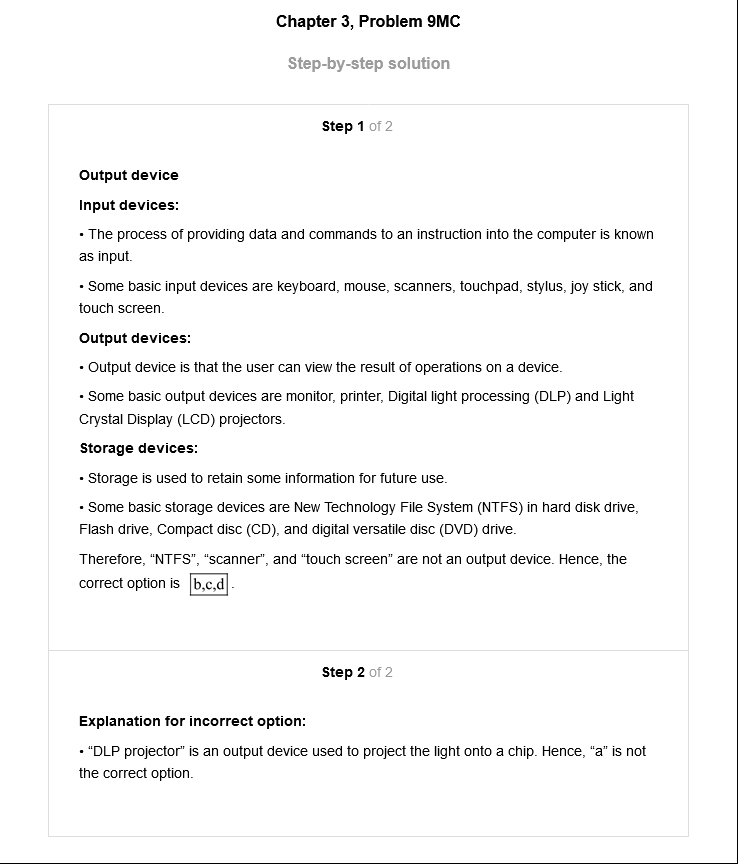 Chapter 3, Problem 9MC
Step-by-step solution
Step 1 of 2
Output device
Input devices:
• The process of providing data and commands to an instruction into the computer is known
as input.
• Some basic input devices are keyboard, mouse, scanners, touchpad, stylus, joy stick, and
touch screen.
Output devices:
• Output device is that the user can view the result of operations on a device.
• Some basic output devices are monitor, printer, Digital light processing (DLP) and Light
Crystal Display (LCD) projectors.
Storage devices:
• Storage is used to retain some information for future use.
• Some basic storage devices are New Technology File System (NTFS) in hard disk drive,
Flash drive, Compact disc (CD), and digital versatile disc (DVD) drive.
Therefore, “NTFS”, “scanner”, and “touch screen” are not an output device. Hence, the
correct option is b,c,d .
Step 2 of 2
Explanation for incorrect option:
• “DLP projector” is an output device used to project the light onto a chip. Hence, “a” is not
the correct option.